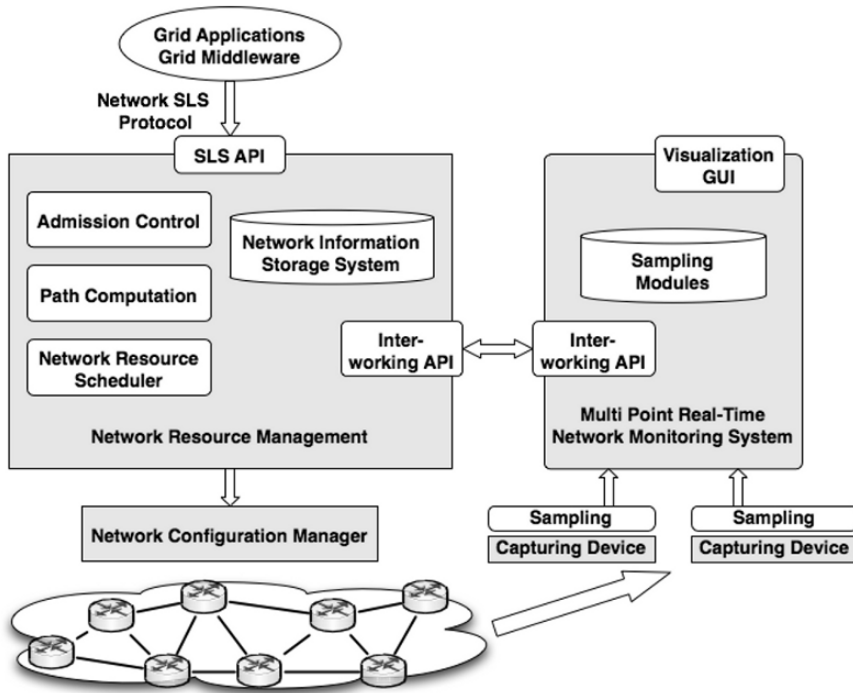 Grid Applications
Grid Middleware
Network SLS
Protocol
SLS API
Admission Control
Network Information
Storage System
Path Computation
Network Resource
Scheduler
Inter-
working API
Network Resource Management
Network Configuration Manager
Visualization
GUI
Sampling
Modules
Inter-
working API
Multi Point Real-Time
Network Monitoring System
Sampling
Capturing Device
Sampling
Capturing Device